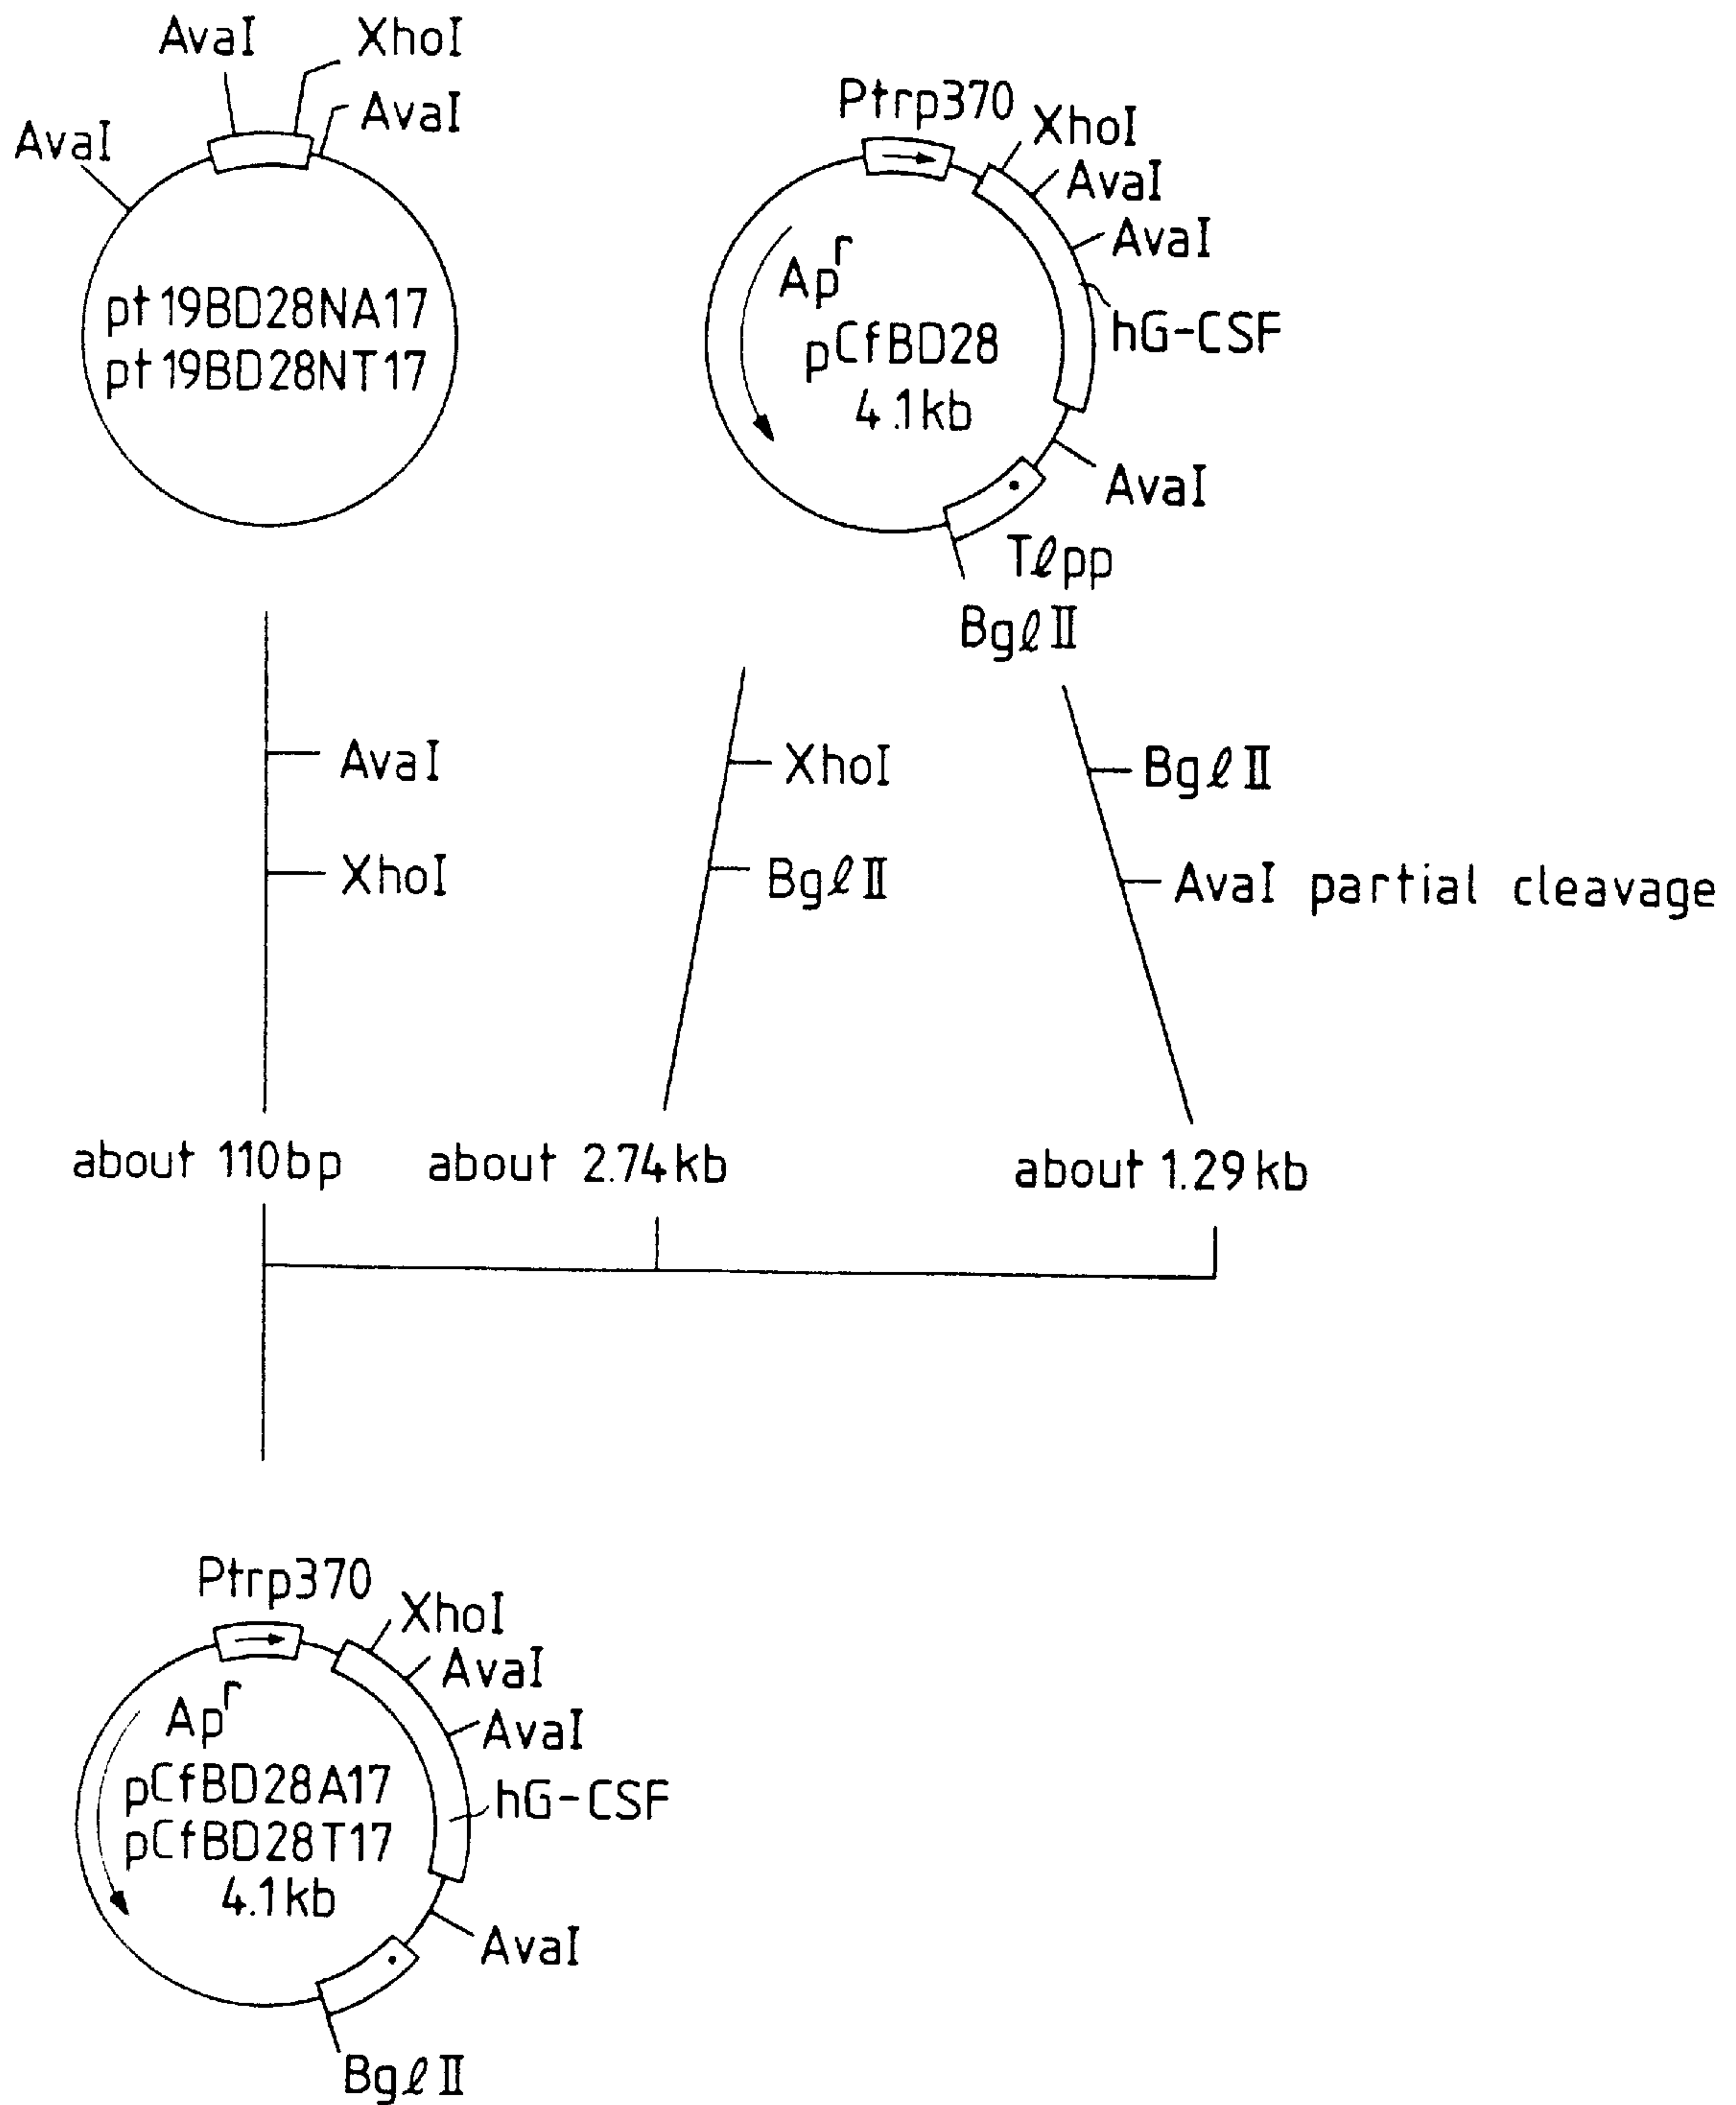 AvaI
XhoI
AvaI
AvaI
pt19BD28NA17
pt19BD28NT17
Ptrp370
XhoI
AvaI
AvaI
Apʳ
hG-CSF
pCfBD28
4.1kb
AvaI
Tℓpp
BgℓII
AvaI
XhoI
XhoI
BgℓII
BgℓII
AvaI partial cleavage
about 110bp
about 2.74kb
about 1.29kb
Ptrp370
XhoI
AvaI
AvaI
Apʳ
pCfBD28A17
hG-CSF
pCfBD28T17
4.1kb
AvaI
BgℓII